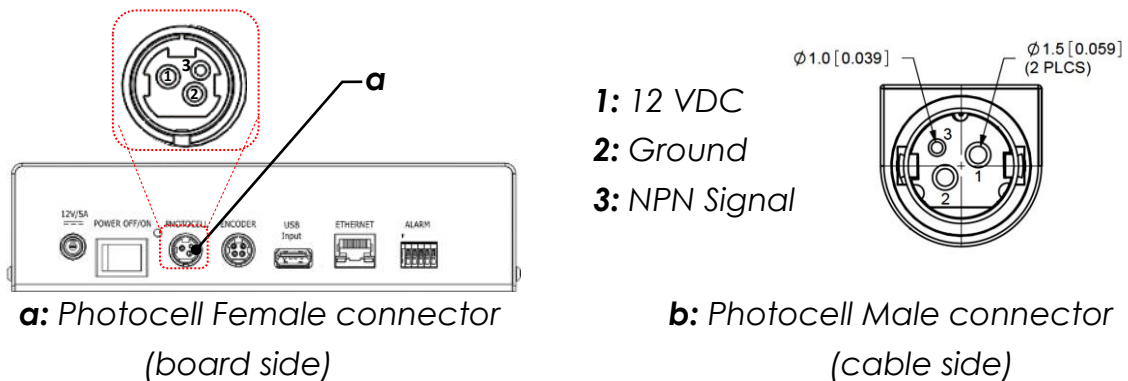 1
3
2
a
12V/5A
POWER OFF/ON
PHOTOCELL
ENCODER
USB
Input
ETHERNET
ALARM
a: Photocell Female connector
(board side)
1: 12 VDC
2: Ground
3: NPN Signal
Ø1.0 [0.039]
Ø1.5 [0.059]
(2 PLCS)
3
1
2
b: Photocell Male connector
(cable side)